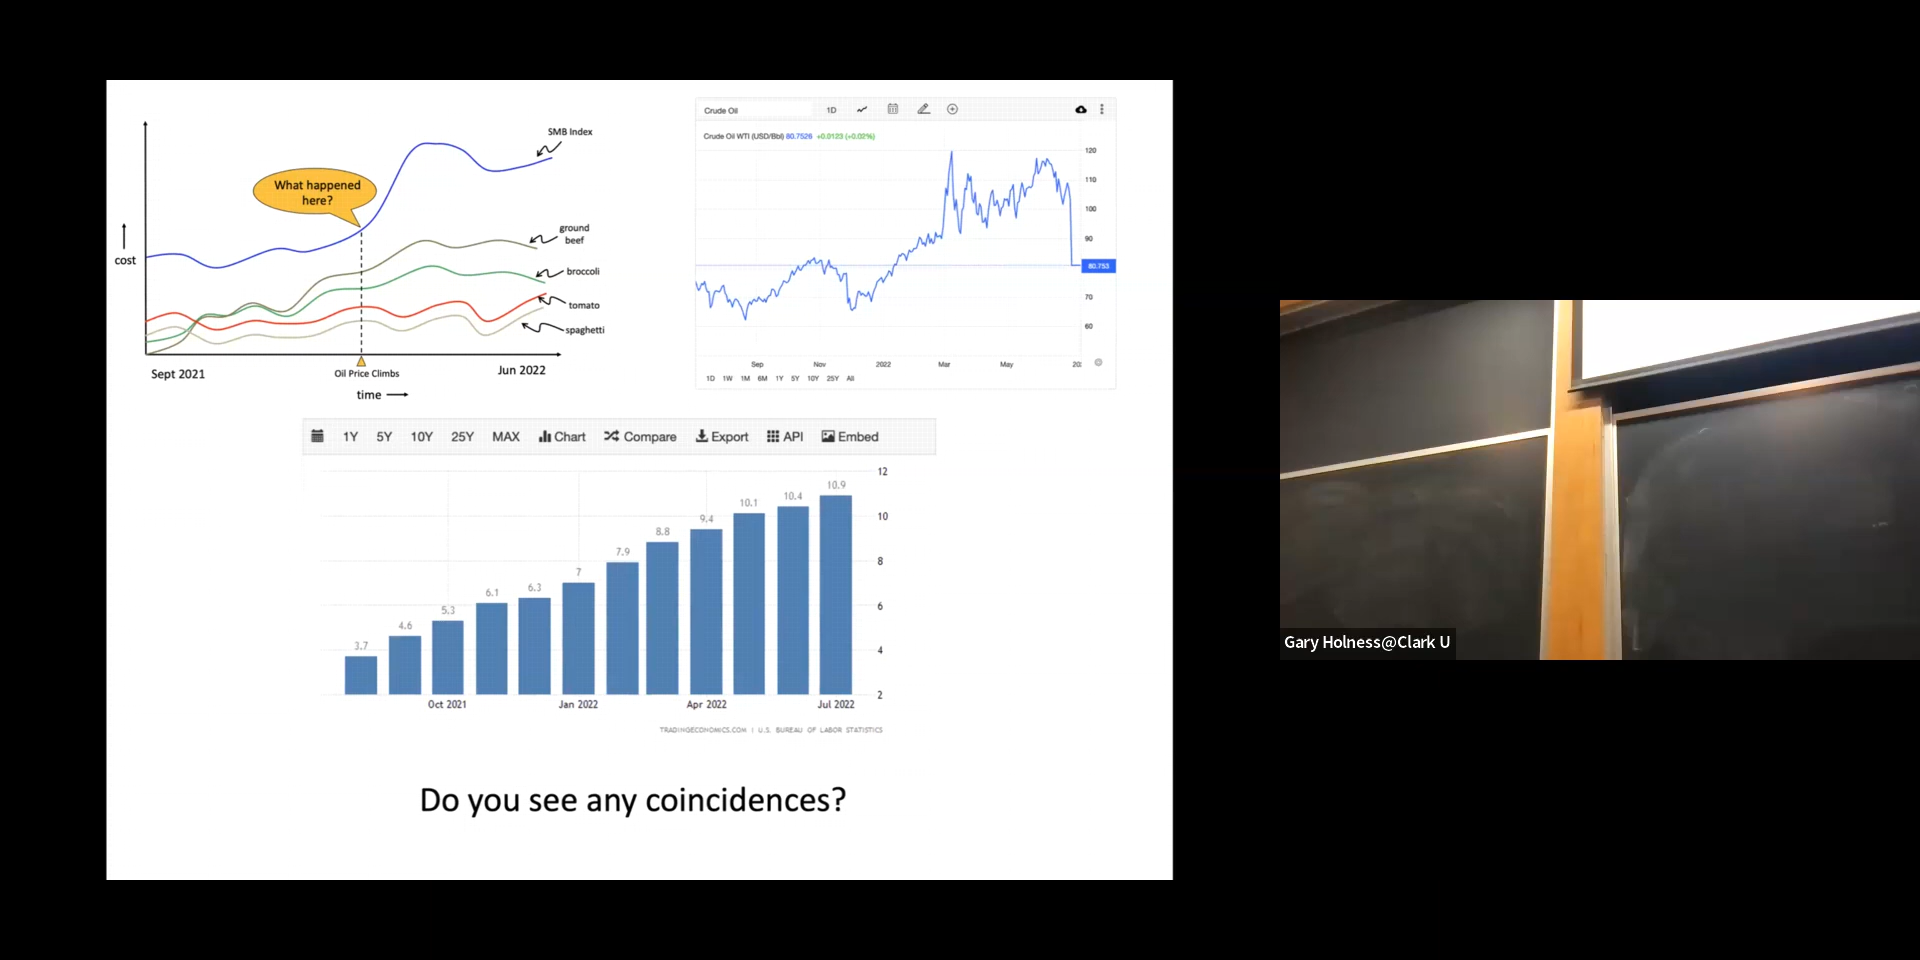 SMB Index
What happened
here?
ground
beef
cost
broccoli
tomato
spaghetti
Sept 2021
Oil Price Climbs
Jun 2022
time
Crude Oil
1D
Crude Oil WTI (USD/Bbl) 80.7526 +0.0123 (+0.02%)
120
110
100
90
80.753
70
60
Sep Nov 2022 Mar May 20
1D 1W 1M 6M 1Y 5Y 10Y 25Y All
1Y 5Y 10Y 25Y MAX Chart Compare Export API Embed
12
10
8
6
4
2
3.7 4.6 5.3 6.1 6.3 7 7.9 8.8 9.4 10.1 10.4 10.9
Oct 2021 Jan 2022 Apr 2022 Jul 2022
TRADINGECONOMICS.COM | U.S. BUREAU OF LABOR STATISTICS
Do you see any coincidences?
Gary Holness@Clark U